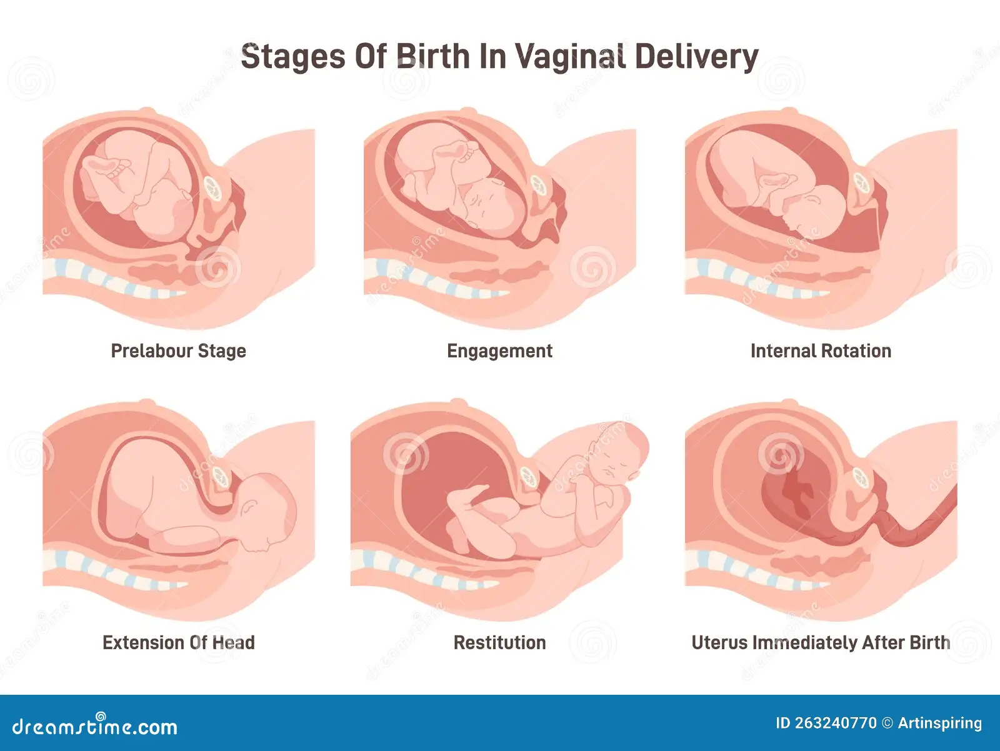 Stages Of Birth In Vaginal Delivery
Prelabour Stage
Engagement
Internal Rotation
Extension Of Head
Restitution
Uterus Immediately After Birth
dreamstime.com
ID 263240770 © Artinspiring